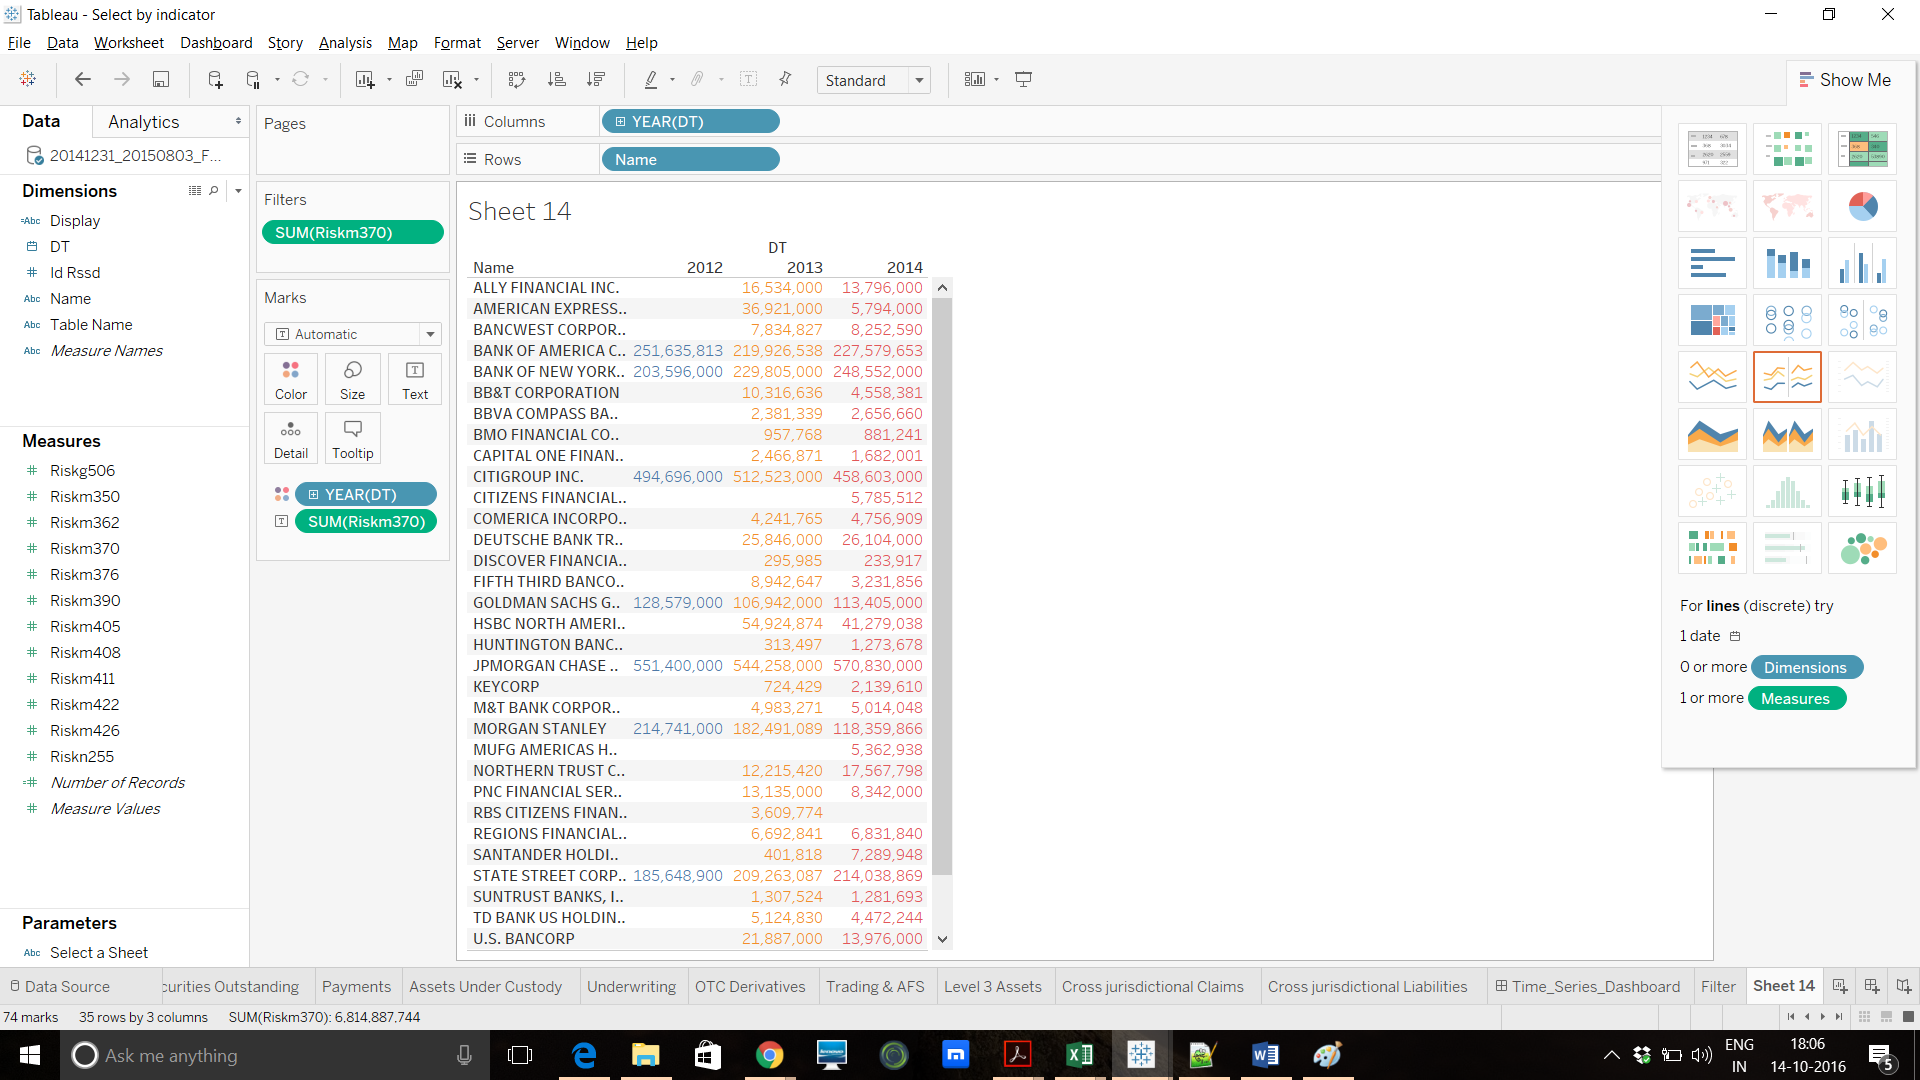 Tableau - Select by indicator
File Data Worksheet Dashboard Story Analysis Map Format Server Window Help
Standard
Show Me
Data Analytics
20141231_20150803_F...
Dimensions
Abc Display
DT
Id Rssd
Abc Name
Abc Table Name
Abc Measure Names
Measures
Riskg506
Riskm350
Riskm362
Riskm370
Riskm376
Riskm390
Riskm405
Riskm408
Riskm411
Riskm422
Riskm426
Riskn255
Number of Records
Measure Values
Parameters
Abc Select a Sheet
Pages
Filters
SUM(Riskm370)
Marks
Automatic
Color Size Text
Detail Tooltip
YEAR(DT)
SUM(Riskm370)
Columns YEAR(DT)
Rows Name
Sheet 14
DT
Name 2012 2013 2014
ALLY FINANCIAL INC. 16,534,000 13,796,000
AMERICAN EXPRESS.. 36,921,000 5,794,000
BANCWEST CORPOR.. 7,834,827 8,252,590
BANK OF AMERICA C.. 251,635,813 219,926,538 227,579,653
BANK OF NEW YORK.. 203,596,000 229,805,000 248,552,000
BB&T CORPORATION 10,316,636 4,558,381
BBVA COMPASS BA.. 2,381,339 2,656,660
BMO FINANCIAL CO.. 957,768 881,241
CAPITAL ONE FINAN.. 2,466,871 1,682,001
CITIGROUP INC. 494,696,000 512,523,000 458,603,000
CITIZENS FINANCIAL.. 5,785,512
COMERICA INCORPO.. 4,241,765 4,756,909
DEUTSCHE BANK TR.. 25,846,000 26,104,000
DISCOVER FINANCIA.. 295,985 233,917
FIFTH THIRD BANCO.. 8,942,647 3,231,856
GOLDMAN SACHS G.. 128,579,000 106,942,000 113,405,000
HSBC NORTH AMERI.. 54,924,874 41,279,038
HUNTINGTON BANC.. 313,497 1,273,678
JPMORGAN CHASE .. 551,400,000 544,258,000 570,830,000
KEYCORP 724,429 2,139,610
M&T BANK CORPOR.. 4,983,271 5,014,048
MORGAN STANLEY 214,741,000 182,491,089 118,359,866
MUFG AMERICAS H.. 5,362,938
NORTHERN TRUST C.. 12,215,420 17,567,798
PNC FINANCIAL SER.. 13,135,000 8,342,000
RBS CITIZENS FINAN.. 3,609,774
REGIONS FINANCIAL.. 6,692,841 6,831,840
SANTANDER HOLDI.. 401,818 7,289,948
STATE STREET CORP.. 185,648,900 209,263,087 214,038,869
SUNTRUST BANKS, I.. 1,307,524 1,281,693
TD BANK US HOLDIN.. 5,124,830 4,472,244
U.S. BANCORP 21,887,000 13,976,000
For lines (discrete) try
1 date
0 or more Dimensions
1 or more Measures
Data Source curities Outstanding Payments Assets Under Custody Underwriting OTC Derivatives Trading & AFS Level 3 Assets Cross jurisdictional Claims Cross jurisdictional Liabilities Time_Series_Dashboard Filter Sheet 14
74 marks 35 rows by 3 columns SUM(Riskm370): 6,814,887,744
Ask me anything
ENG
IN
18:06
14-10-2016
5